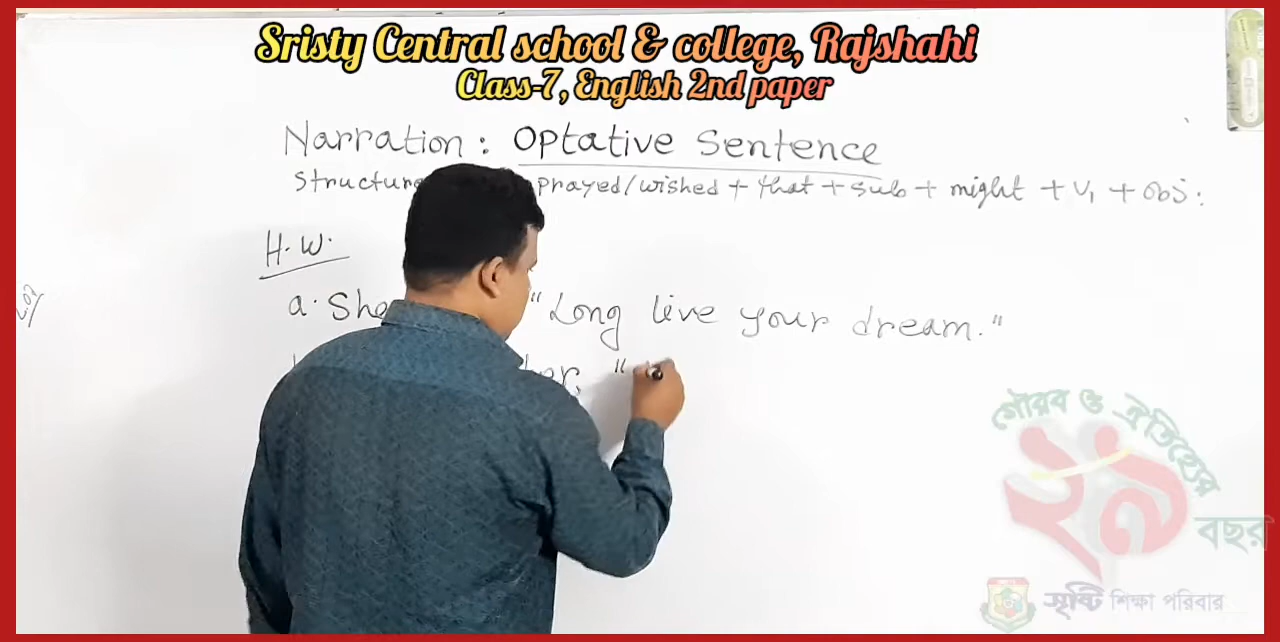 Sristy Central school & college, Rajshahi
Class-7, English 2nd paper
Narration : Optative Sentence
prayed/wished + that + sub + might + V1 + obj :
H.W.
a. She "Long live your dream."
"
গৌরব ও ঐতিহ্যের
২৯
বছর
সৃষ্টি শিক্ষা পরিবার